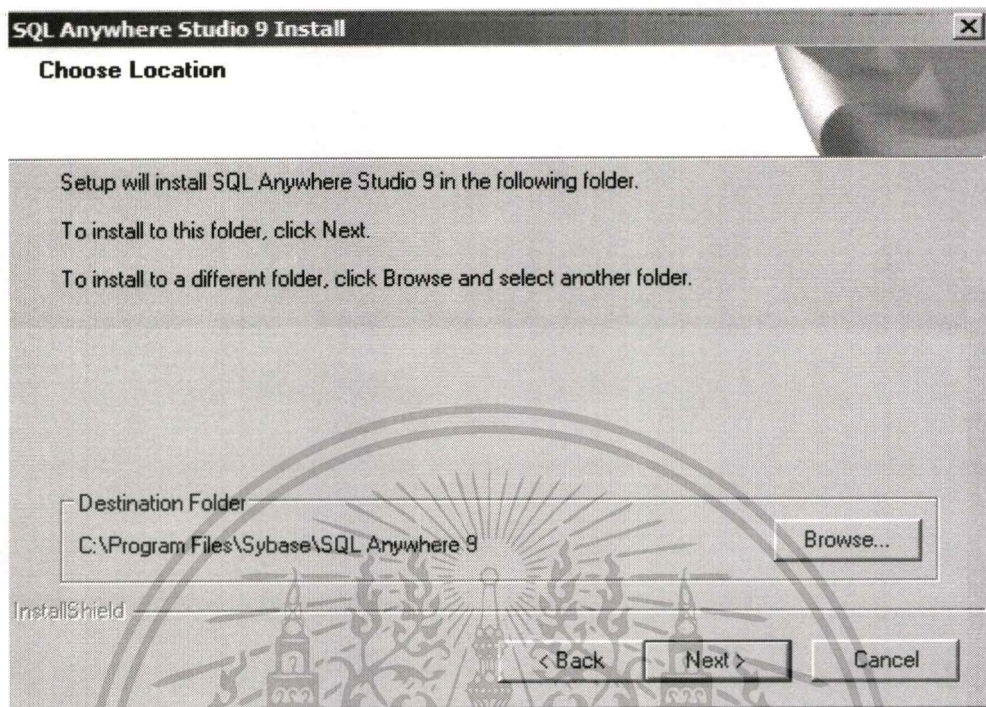 SQL Anywhere Studio 9 Install
Choose Location
Setup will install SQL Anywhere Studio 9 in the following folder.
To install to this folder, click Next.
To install to a different folder, click Browse and select another folder.
Destination Folder
C:\Program Files\Sybase\SQL Anywhere 9
Browse...
InstallShield
< Back
Next >
Cancel